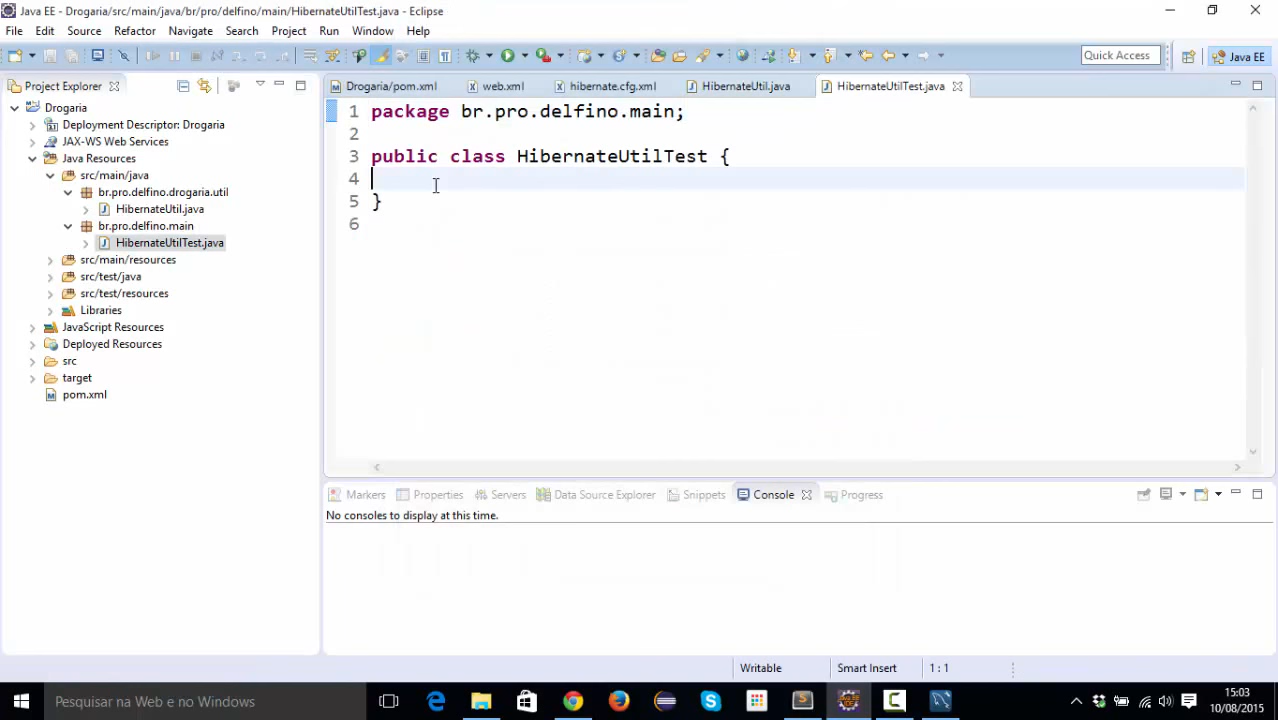 Java EE - Drogaria/src/main/java/br/pro/delfino/main/HibernateUtilTest.java - Eclipse
File Edit Source Refactor Navigate Search Project Run Window Help
Quick Access
Java EE
Project Explorer
Drogaria/pom.xml web.xml hibernate.cfg.xml HibernateUtil.java HibernateUtilTest.java
Drogaria
Deployment Descriptor: Drogaria
JAX-WS Web Services
Java Resources
src/main/java
br.pro.delfino.drogaria.util
HibernateUtil.java
br.pro.delfino.main
HibernateUtilTest.java
src/main/resources
src/test/java
src/test/resources
Libraries
JavaScript Resources
Deployed Resources
src
target
pom.xml
1 package br.pro.delfino.main;
2
3 public class HibernateUtilTest {
4
5 }
6
Markers Properties Servers Data Source Explorer Snippets Console Progress
No consoles to display at this time.
Writable Smart Insert 1 : 1
Pesquisar na Web e no Windows
15:03
10/08/2015